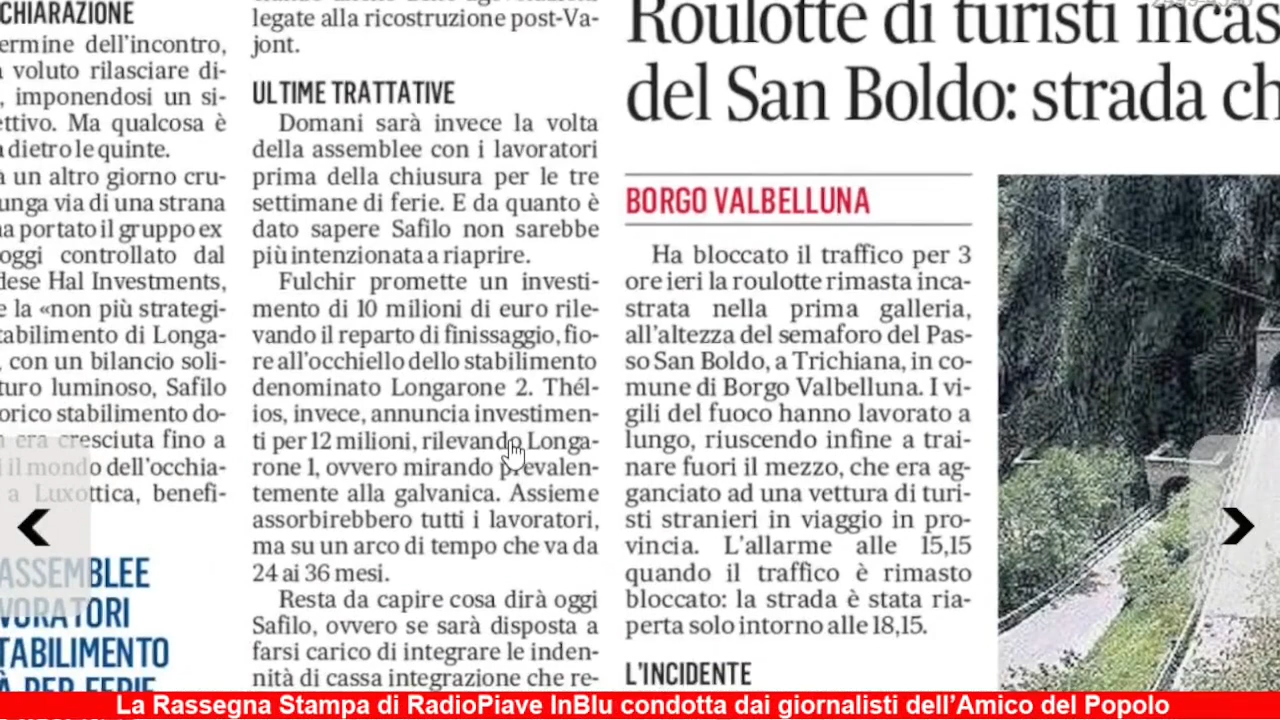 CHIARAZIONE
ermine dell'incontro,
voluto rilasciare di-
, imponendosi un si-
ettivo. Ma qualcosa è
dietro le quinte.
a un altro giorno cru-
unga via di una strana
ha portato il gruppo ex
oggi controllato dal
dese Hal Investments,
e la «non più strategi-
tabilimento di Longa-
, con un bilancio soli-
turo luminoso, Safilo
orico stabilimento do-
era cresciuta fino a
il mondo dell'occhia-
a Luxottica, benefi-
ASSEMBLEE
VORATORI
TABILIMENTO
À PER FERIE
legate alla ricostruzione post-Va-
jont.
ULTIME TRATTATIVE
Domani sarà invece la volta
della assemblee con i lavoratori
prima della chiusura per le tre
settimane di ferie. E da quanto è
dato sapere Safilo non sarebbe
più intenzionata a riaprire.
Fulchir promette un investi-
mento di 10 milioni di euro rile-
vando il reparto di finissaggio, fio-
re all'occhiello dello stabilimento
denominato Longarone 2. Thél-
ios, invece, annuncia investimen-
ti per 12 milioni, rilevando Longa-
rone 1, ovvero mirando prevalen-
temente alla galvanica. Assieme
assorbirebbero tutti i lavoratori,
ma su un arco di tempo che va da
24 ai 36 mesi.
Resta da capire cosa dirà oggi
Safilo, ovvero se sarà disposta a
farsi carico di integrare le inden-
nità di cassa integrazione che re-
Roulotte di turisti incas
del San Boldo: strada ch
BORGO VALBELLUNA
Ha bloccato il traffico per 3
ore ieri la roulotte rimasta inca-
strata nella prima galleria,
all'altezza del semaforo del Pas-
so San Boldo, a Trichiana, in co-
mune di Borgo Valbelluna. I vi-
gili del fuoco hanno lavorato a
lungo, riuscendo infine a trai-
nare fuori il mezzo, che era ag-
ganciato ad una vettura di turi-
sti stranieri in viaggio in pro-
vincia. L'allarme alle 15,15
quando il traffico è rimasto
bloccato: la strada è stata ria-
perta solo intorno alle 18,15.
L'INCIDENTE
La Rassegna Stampa di RadioPiave InBlu condotta dai giornalisti dell'Amico del Popolo